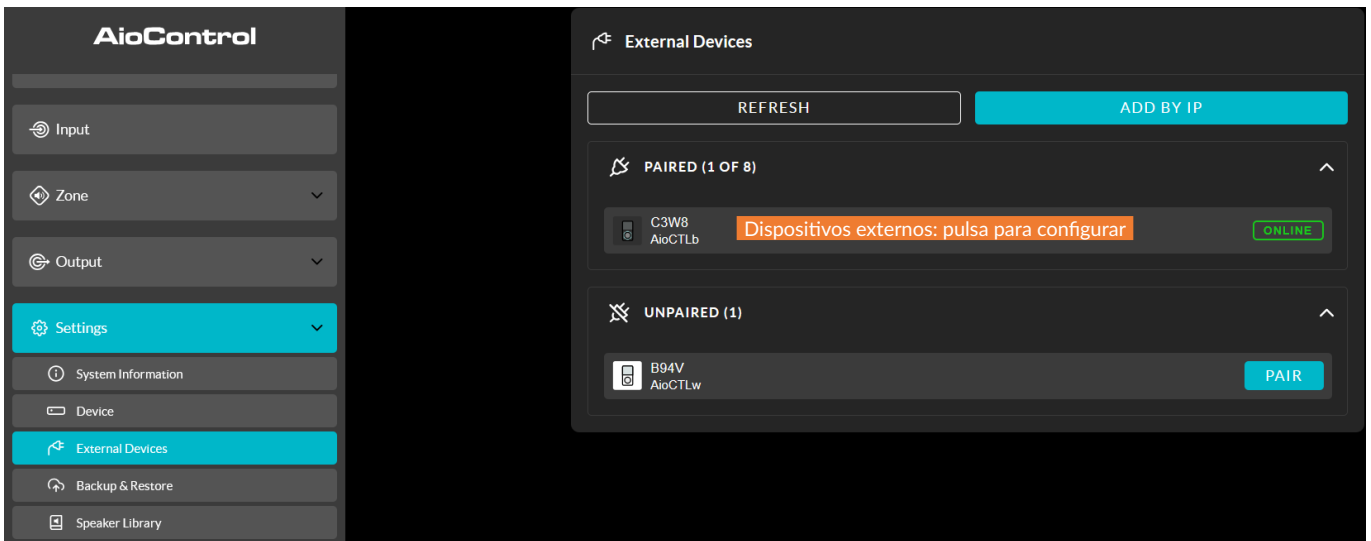 AioControl
Input
Zone
Output
Settings
System Information
Device
External Devices
Backup & Restore
Speaker Library
External Devices
REFRESH
ADD BY IP
PAIRED (1 OF 8)
C3W8
AioCTLb
Dispositivos externos: pulsa para configurar
ONLINE
UNPAIRED (1)
B94V
AioCTLw
PAIR